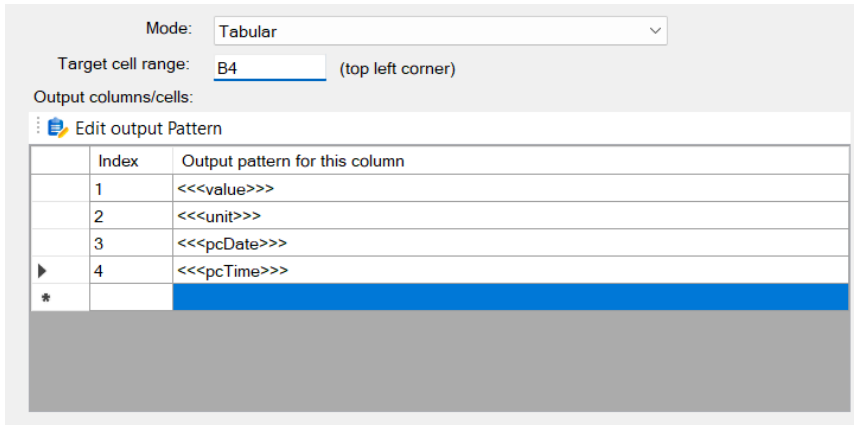 Mode: Tabular
Target cell range: B4 (top left corner)
Output columns/cells:
Edit output Pattern
Index Output pattern for this column
1 <<<value>>>
2 <<<unit>>>
3 <<<pcDate>>>
4 <<<pcTime>>>
*